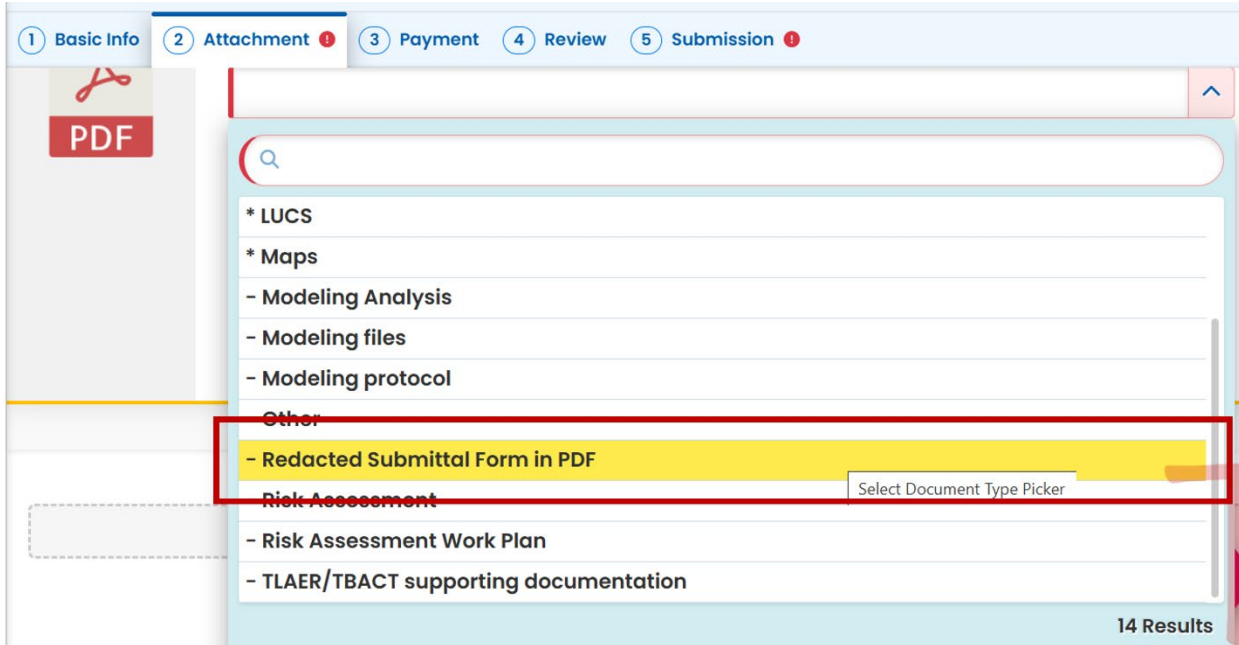 1 Basic Info 2 Attachment ! 3 Payment 4 Review 5 Submission !
PDF
* LUCS
* Maps
- Modeling Analysis
- Modeling files
- Modeling protocol
- Other
- Redacted Submittal Form in PDF
Select Document Type Picker
- Risk Assessment
- Risk Assessment Work Plan
- TLAER/TBACT supporting documentation
14 Results